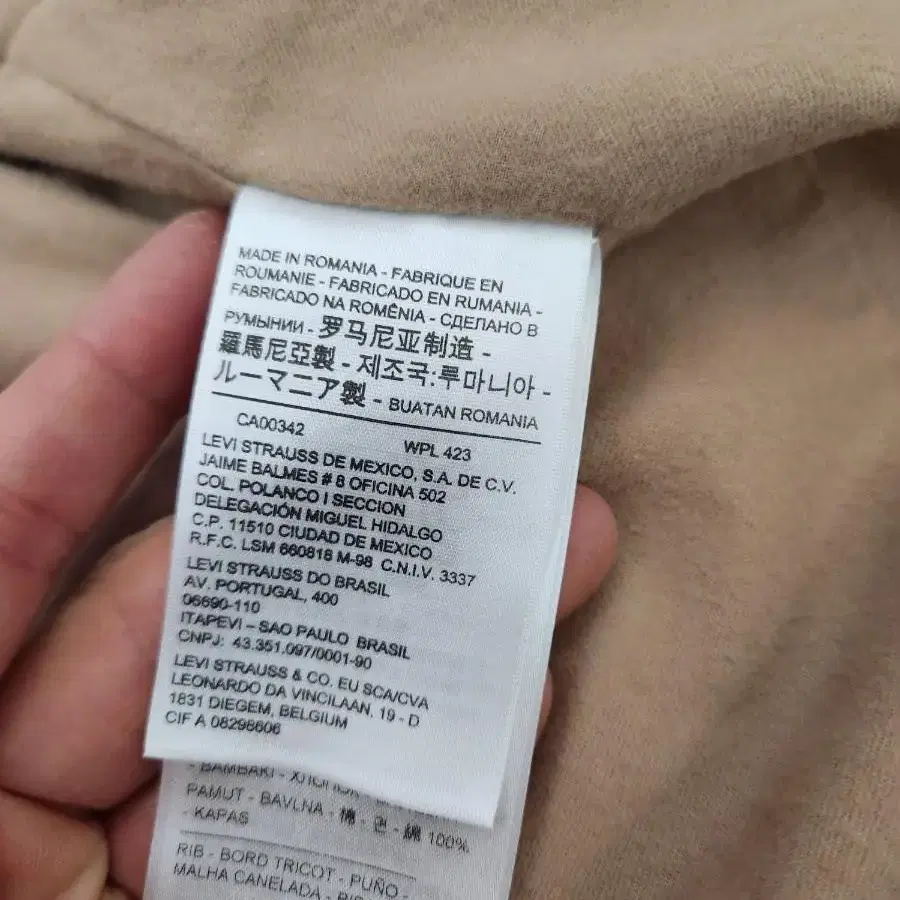 MADE IN ROMANIA - FABRIQUE EN
ROUMANIE - FABRICADO EN RUMANIA -
FABRICADO NA ROMÊNIA - СДЕЛАНО В
РУМЫНИИ - 罗马尼亚制造 -
羅馬尼亞製 - 제조국:루마니아 -
ルーマニア製 - BUATAN ROMANIA
CA00342 WPL 423
LEVI STRAUSS DE MEXICO, S.A. DE C.V.
JAIME BALMES # 8 OFICINA 502
COL. POLANCO I SECCION
DELEGACIÓN MIGUEL HIDALGO
C.P. 11510 CIUDAD DE MEXICO
R.F.C. LSM 660818 M-98 C.N.I.V. 3337
LEVI STRAUSS DO BRASIL
AV. PORTUGAL, 400
06690-110
ITAPEVI – SAO PAULO BRASIL
CNPJ: 43.351.097/0001-90
LEVI STRAUSS & CO. EU SCA/CVA
LEONARDO DA VINCILAAN. 19 - D
1831 DIEGEM, BELGIUM
CIF A 08298606
- BAMBAKI -
PAMUT - BAVLNA - 棉 - 면 - 綿 100%
- KAPAS
RIB - BORD TRICOT - PUÑO -
MALHA CANELADA -